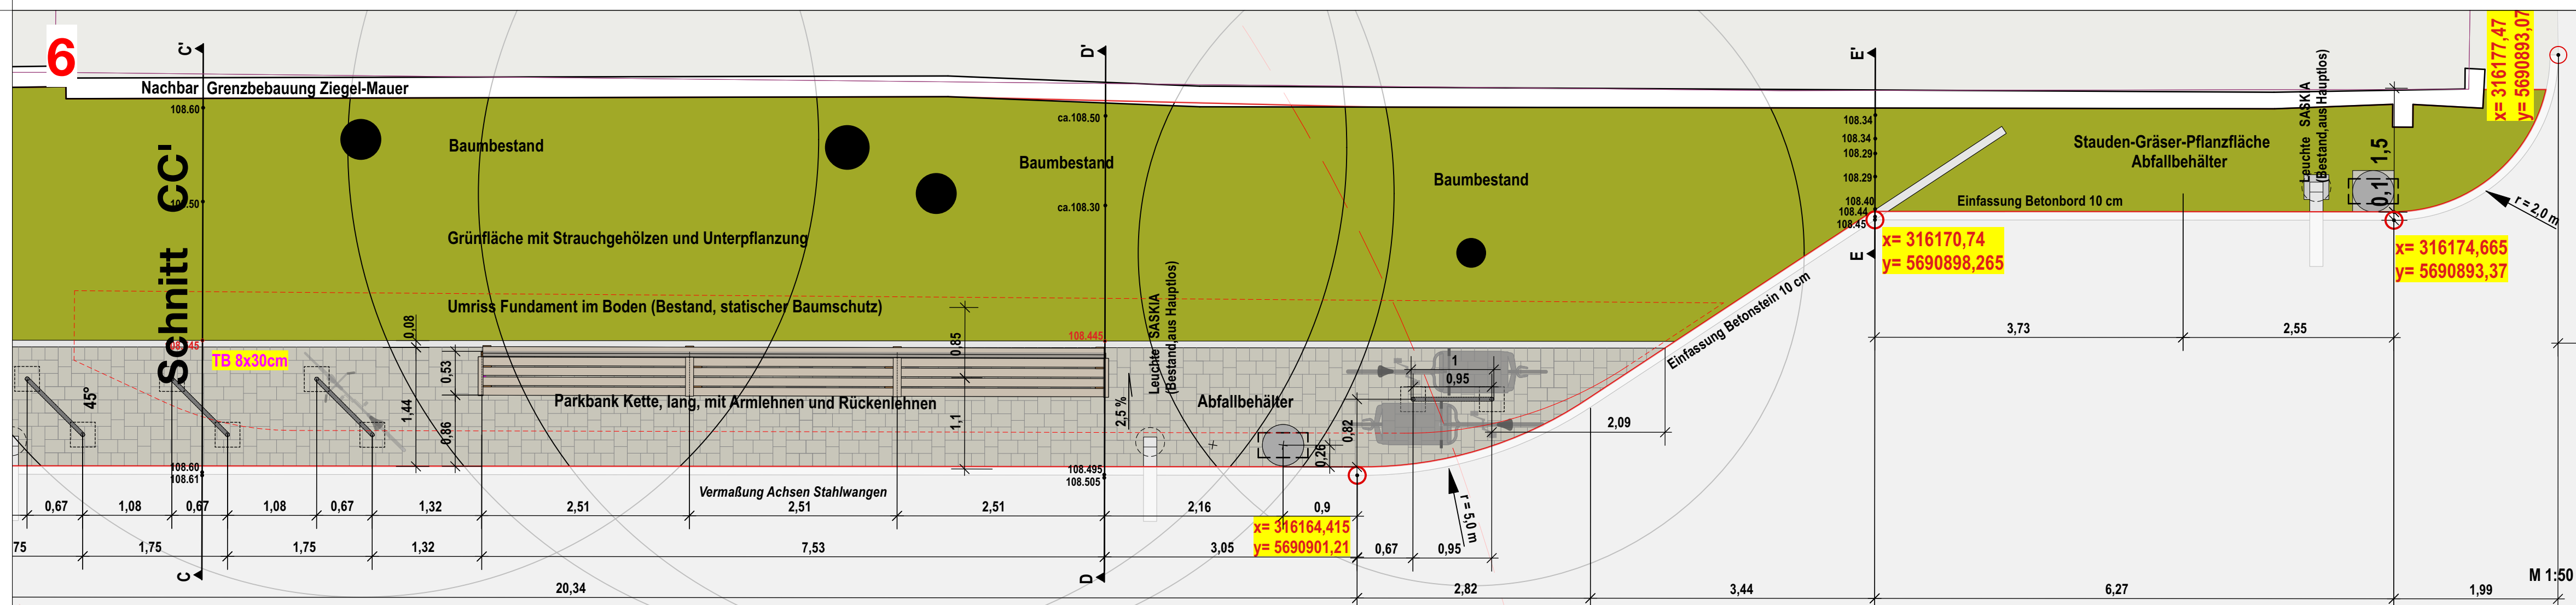 6
C'
D'
E'
x= 316177,47
y= 5690893,07
Nachbar
Grenzbebauung Ziegel-Mauer
108.60
ca.108.50
108.34
108.34
108.29
108.29
108.40
108.44
108.45
Leuchte SASKIA
(Bestand,aus Hauptlos)
Baumbestand
Baumbestand
Baumbestand
Stauden-Gräser-Pflanzfläche
Abfallbehälter
1,5
0,1
Einfassung Betonbord 10 cm
r = 2,0 m
Schnitt CC'
ca.108.30
Grünfläche mit Strauchgehölzen und Unterpflanzung
E
x= 316170,74
y= 5690898,265
x= 316174,665
y= 5690893,37
Umriss Fundament im Boden (Bestand, statischer Baumschutz)
Leuchte SASKIA
(Bestand,aus Hauptlos)
Einfassung Betonstein 10 cm
0,08
0,85
108.445
3,73
2,55
TB 8x30cm
0,53
1
0,95
45°
1,44
0,86
1,1
2,5 %
Parkbank Kette, lang, mit Armlehnen und Rückenlehnen
Abfallbehälter
0,82
0,26
2,09
108.60
108.61
108.495
108.505
Vermaßung Achsen Stahlwangen
r = 5,0 m
0,67
1,08
0,67
1,08
0,67
1,32
2,51
2,51
2,51
2,16
0,9
x= 316164,415
y= 5690901,21
75
1,75
1,75
1,32
7,53
3,05
0,67
0,95
C
D
M 1:50
20,34
2,82
3,44
6,27
1,99